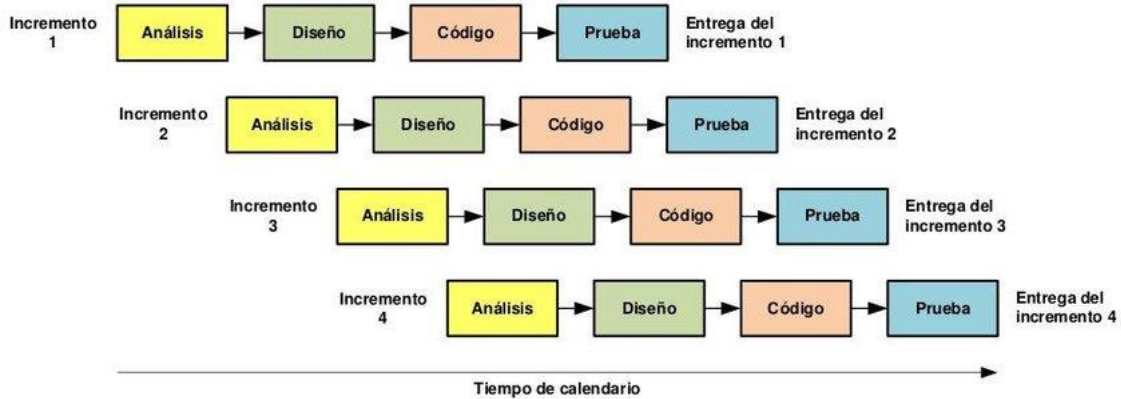 Incremento
1
Análisis
Diseño
Código
Prueba
Entrega del
incremento 1
Incremento
2
Análisis
Diseño
Código
Prueba
Entrega del
incremento 2
Incremento
3
Análisis
Diseño
Código
Prueba
Entrega del
incremento 3
Incremento
4
Análisis
Diseño
Código
Prueba
Entrega del
incremento 4
Tiempo de calendario